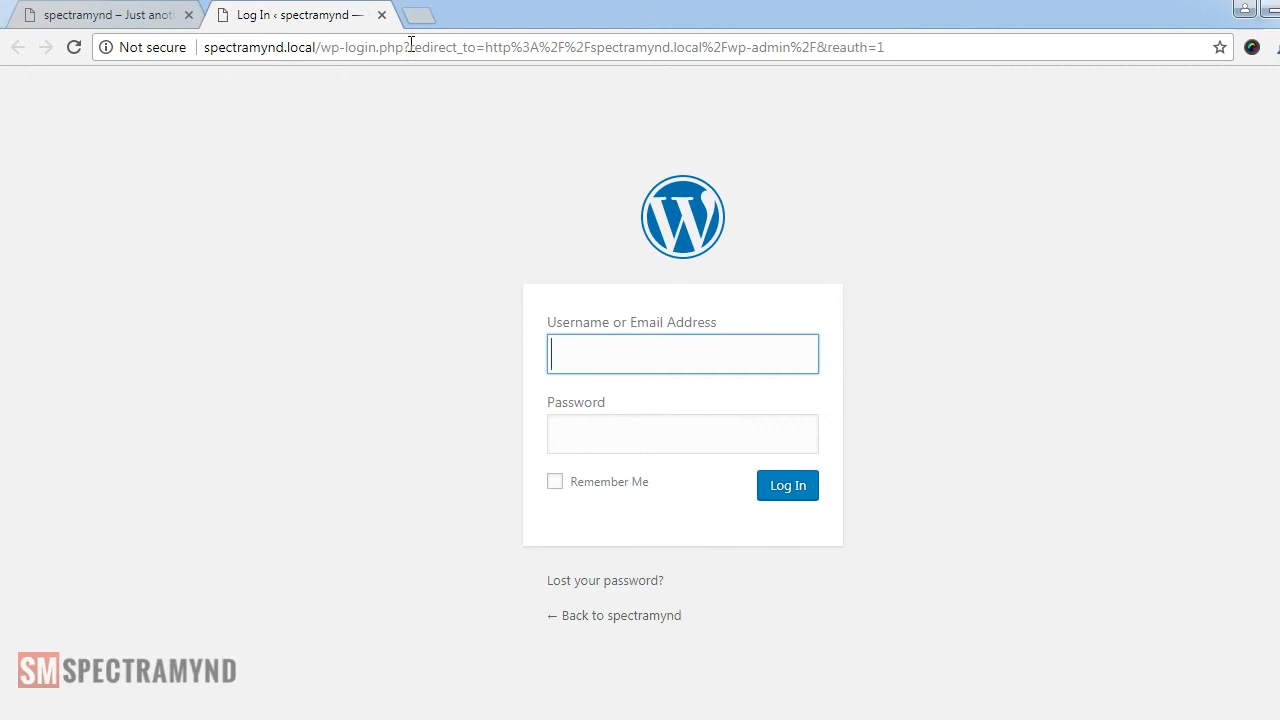 spectramynd – Just anot
Log In ‹ spectramynd —
Not secure
spectramynd.local/wp-login.php?redirect_to=http%3A%2F%2Fspectramynd.local%2Fwp-admin%2F&reauth=1
Username or Email Address
Password
Remember Me
Log In
Lost your password?
← Back to spectramynd
SM SPECTRAMYND